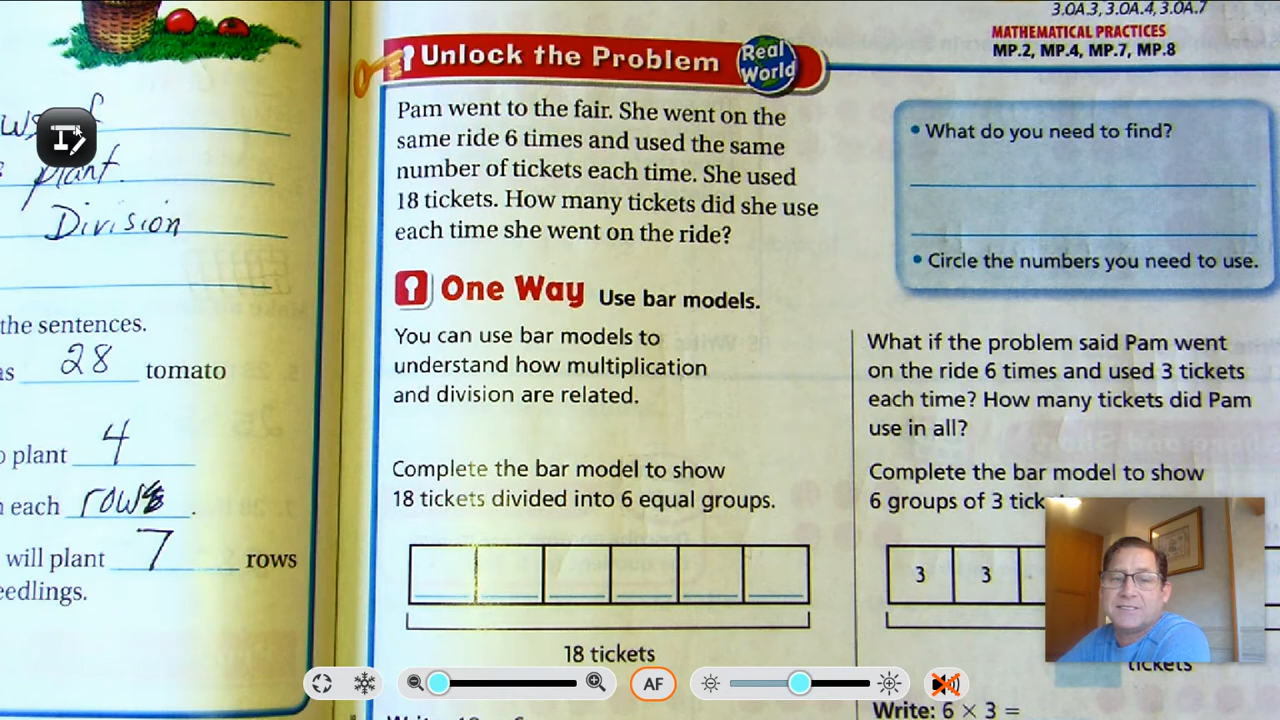 plant.
Division
the sentences.
28 tomato
plant 4
each rows.
will plant 7 rows
3.OA.3, 3.OA.4, 3.OA.7
MATHEMATICAL PRACTICES
MP.2, MP.4, MP.7, MP.8
Unlock the Problem
Real
World
Pam went to the fair. She went on the
same ride 6 times and used the same
number of tickets each time. She used
18 tickets. How many tickets did she use
each time she went on the ride?
• What do you need to find?
• Circle the numbers you need to use.
One Way Use bar models.
You can use bar models to
understand how multiplication
and division are related.
Complete the bar model to show
18 tickets divided into 6 equal groups.
18 tickets
What if the problem said Pam went
on the ride 6 times and used 3 tickets
each time? How many tickets did Pam
use in all?
Complete the bar model to show
6 groups of 3
3 3
tickets
Write: 6 × 3 =
AF